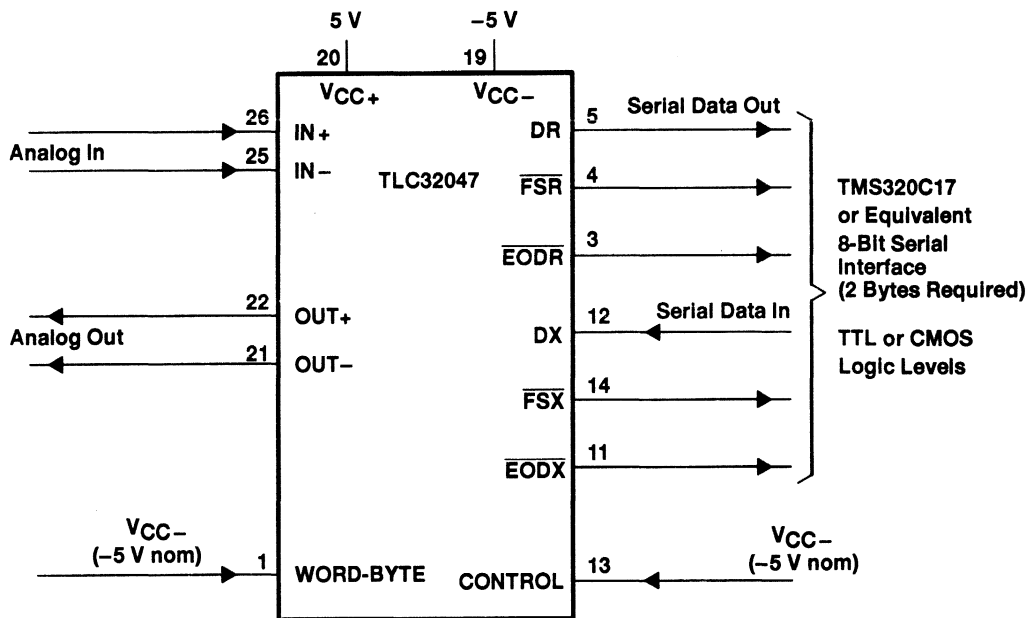 5 V
−5 V
20
19
VCC+
VCC−
26
IN+
Analog In
25
IN−
TLC32047
DR
5
Serial Data Out
FSR
4
EODR
3
TMS320C17
or Equivalent
8-Bit Serial
Interface
(2 Bytes Required)
22
OUT+
Analog Out
21
OUT−
DX
12
Serial Data In
TTL or CMOS
Logic Levels
FSX
14
EODX
11
VCC−
(−5 V nom)
1
WORD-BYTE
CONTROL
13
VCC−
(−5 V nom)